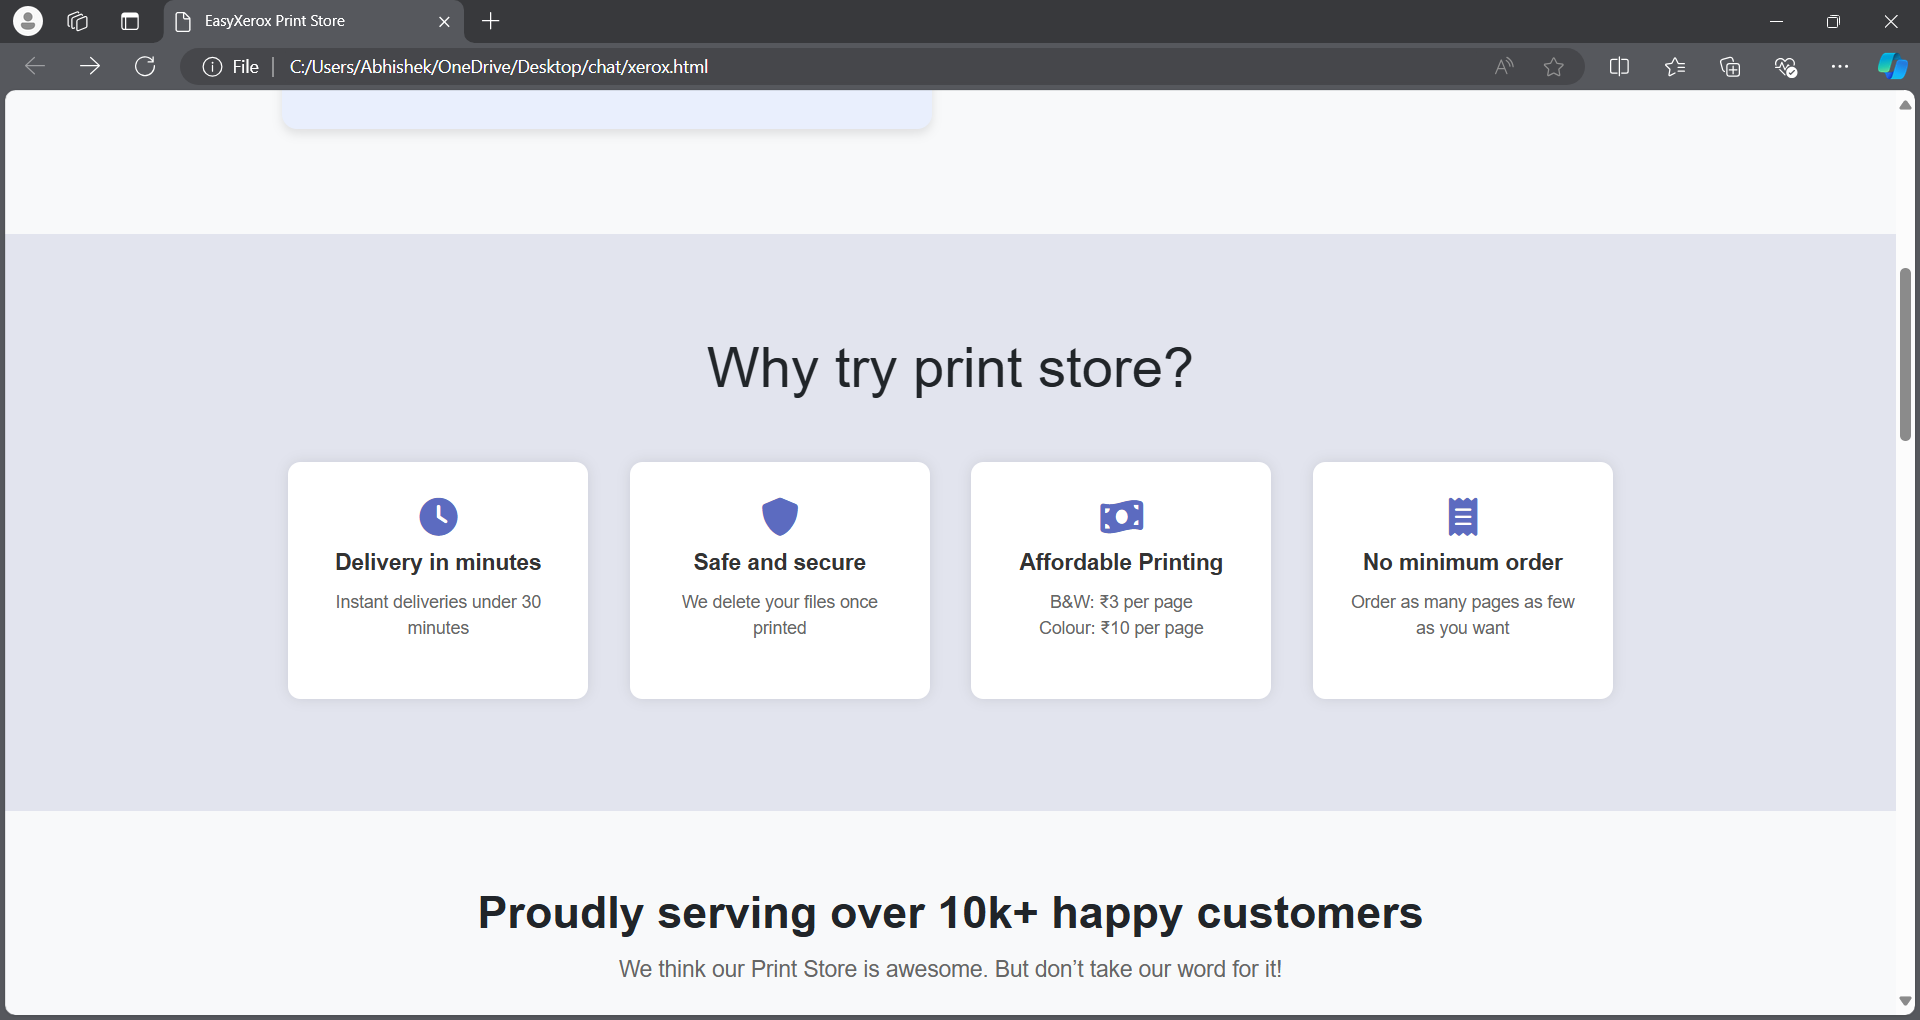 EasyXerox Print Store
File
C:/Users/Abhishek/OneDrive/Desktop/chat/xerox.html
Why try print store?
Delivery in minutes
Instant deliveries under 30
minutes
Safe and secure
We delete your files once
printed
Affordable Printing
B&W: ₹3 per page
Colour: ₹10 per page
No minimum order
Order as many pages as few
as you want
Proudly serving over 10k+ happy customers
We think our Print Store is awesome. But don’t take our word for it!